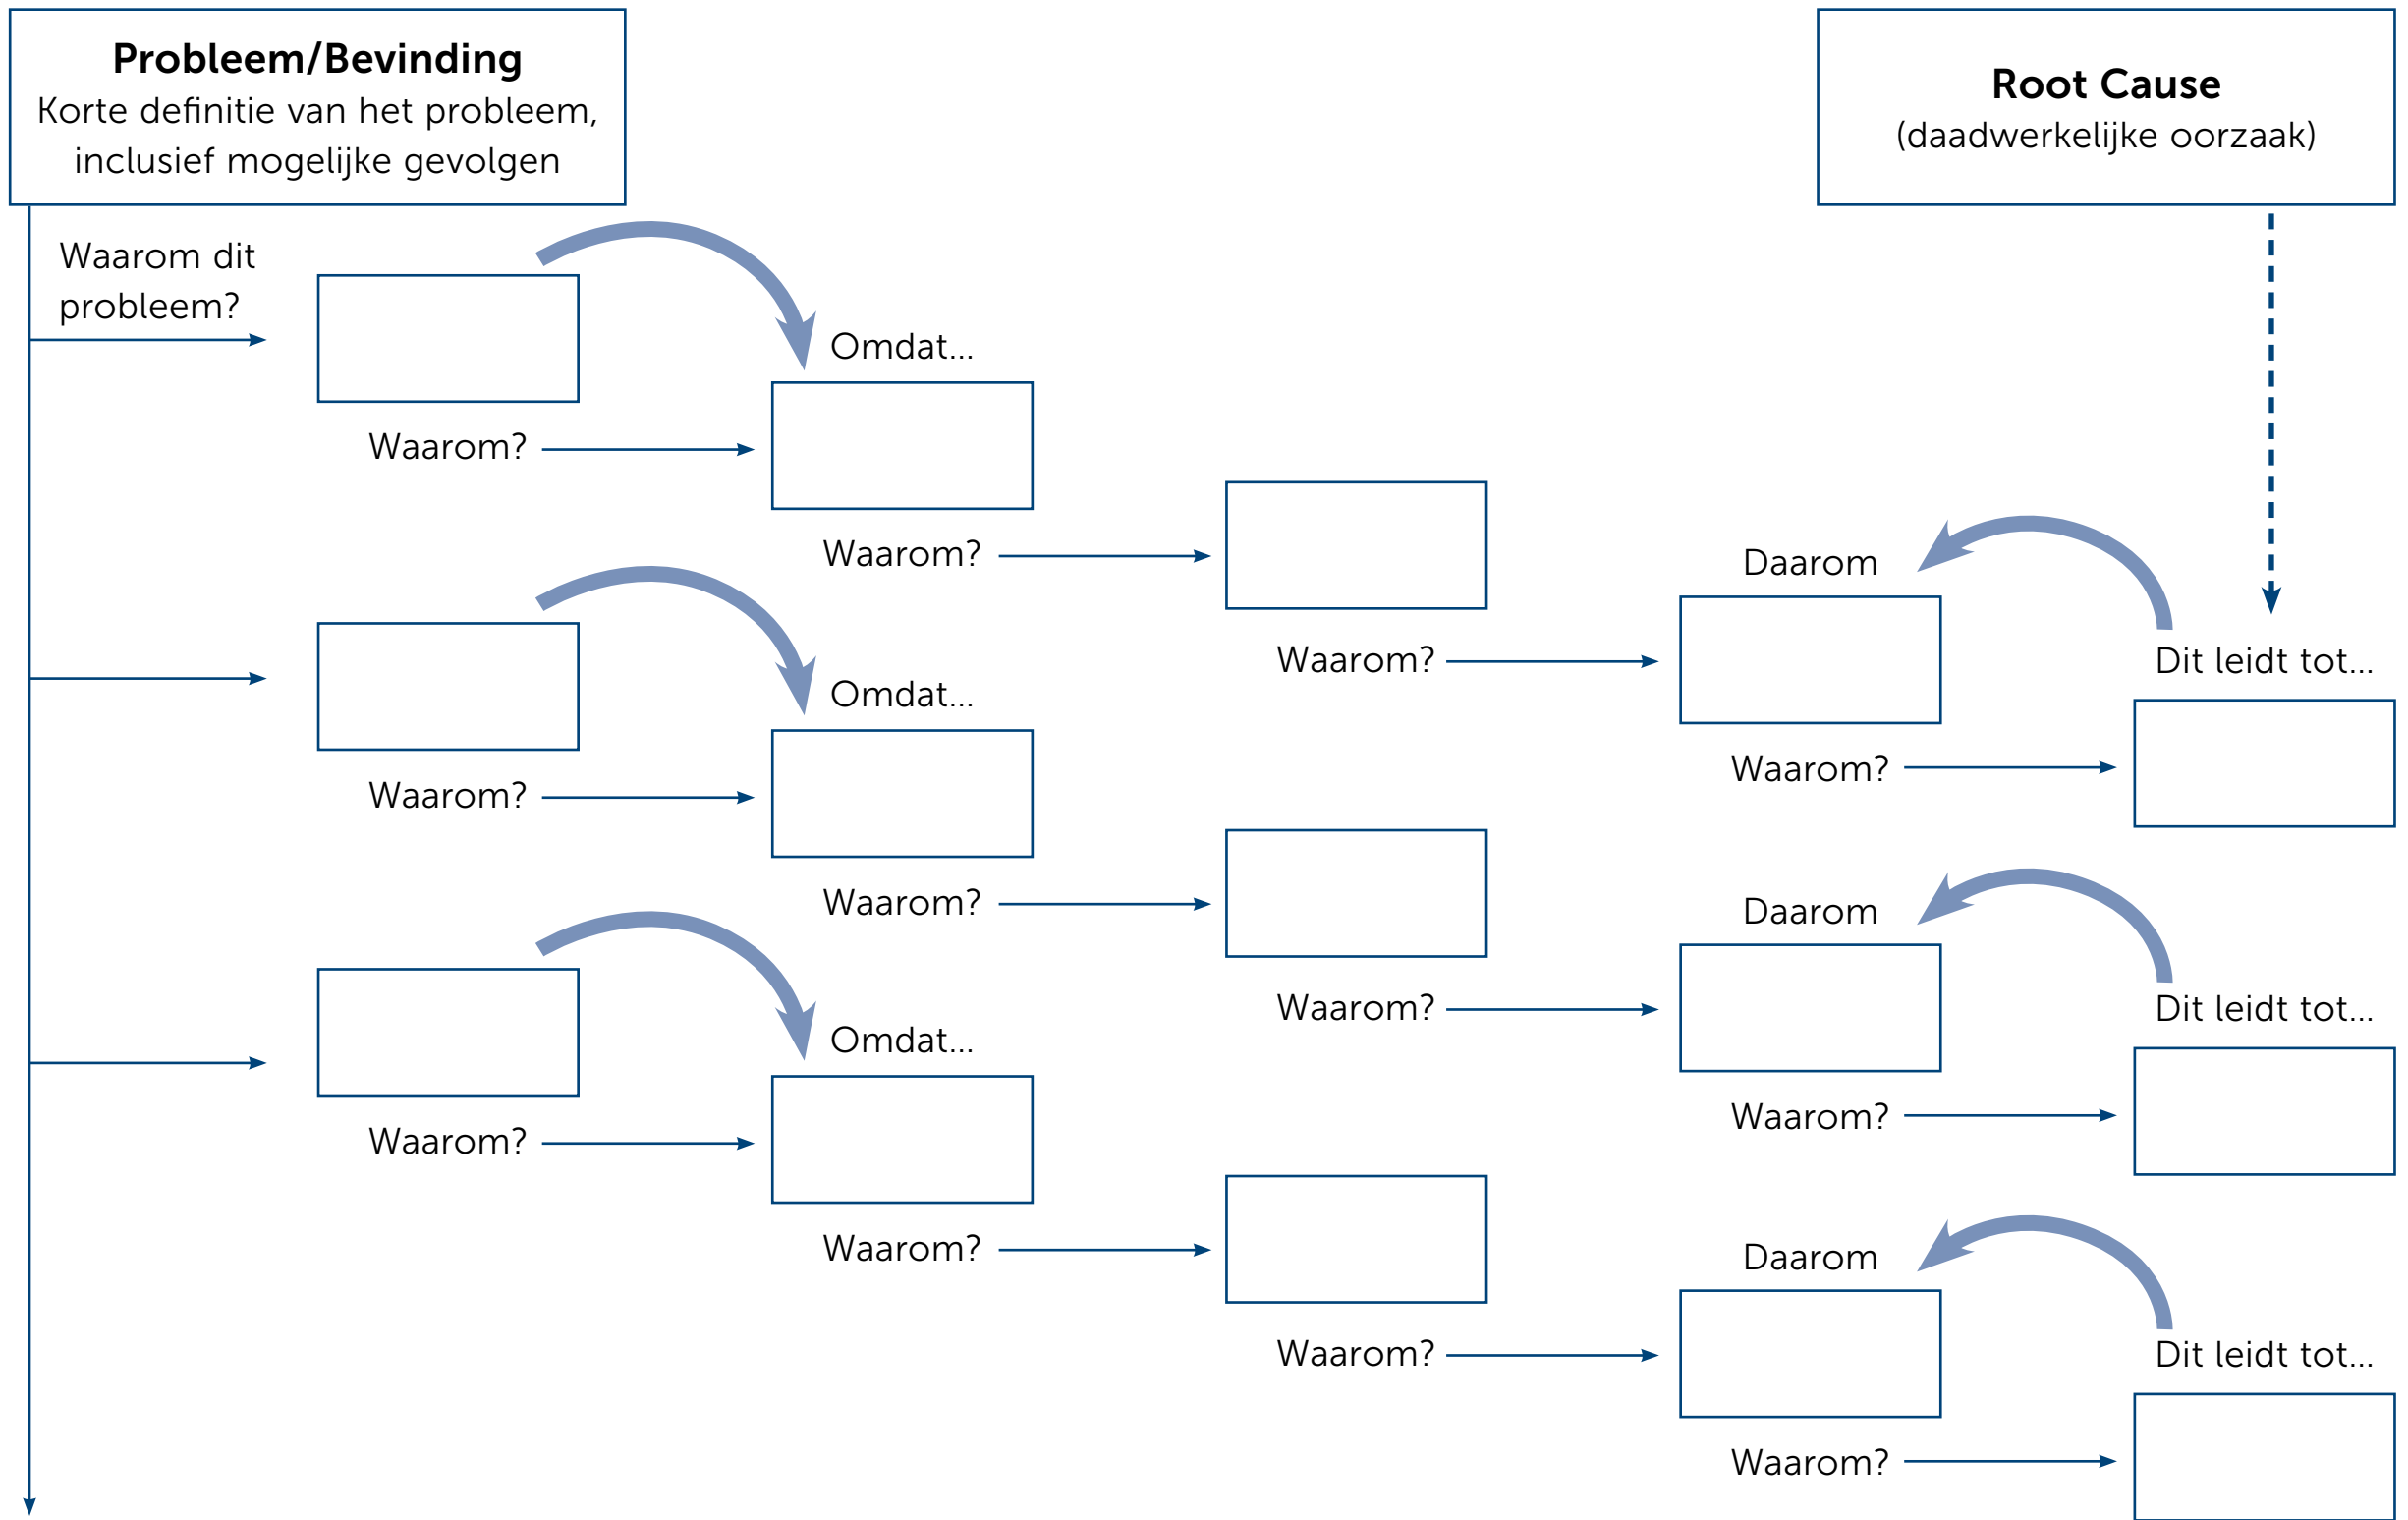 Probleem/Bevinding
Korte definitie van het probleem,
inclusief mogelijke gevolgen
Root Cause
(daadwerkelijke oorzaak)
Waarom dit
probleem?
Omdat...
Waarom?
Waarom?
Daarom
Waarom?
Dit leidt tot...
Waarom?
Omdat...
Waarom?
Waarom?
Daarom
Waarom?
Dit leidt tot...
Waarom?
Omdat...
Waarom?
Waarom?
Daarom
Waarom?
Dit leidt tot...
Waarom?